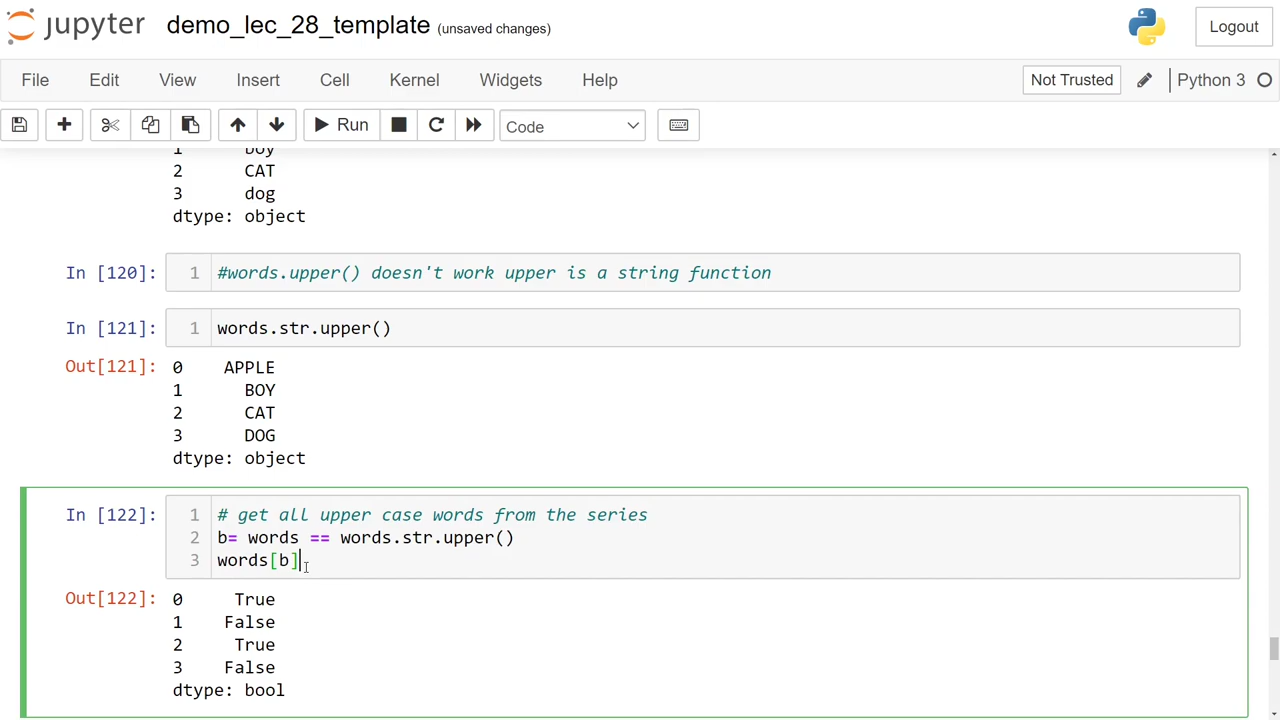 jupyter demo_lec_28_template (unsaved changes) Logout
File Edit View Insert Cell Kernel Widgets Help Not Trusted Python 3
Run Code
1 boy
2 CAT
3 dog
dtype: object
In [120]: 1 #words.upper() doesn't work upper is a string function
In [121]: 1 words.str.upper()
Out[121]: 0 APPLE
1 BOY
2 CAT
3 DOG
dtype: object
In [122]: 1 # get all upper case words from the series
2 b= words == words.str.upper()
3 words[b]
Out[122]: 0 True
1 False
2 True
3 False
dtype: bool